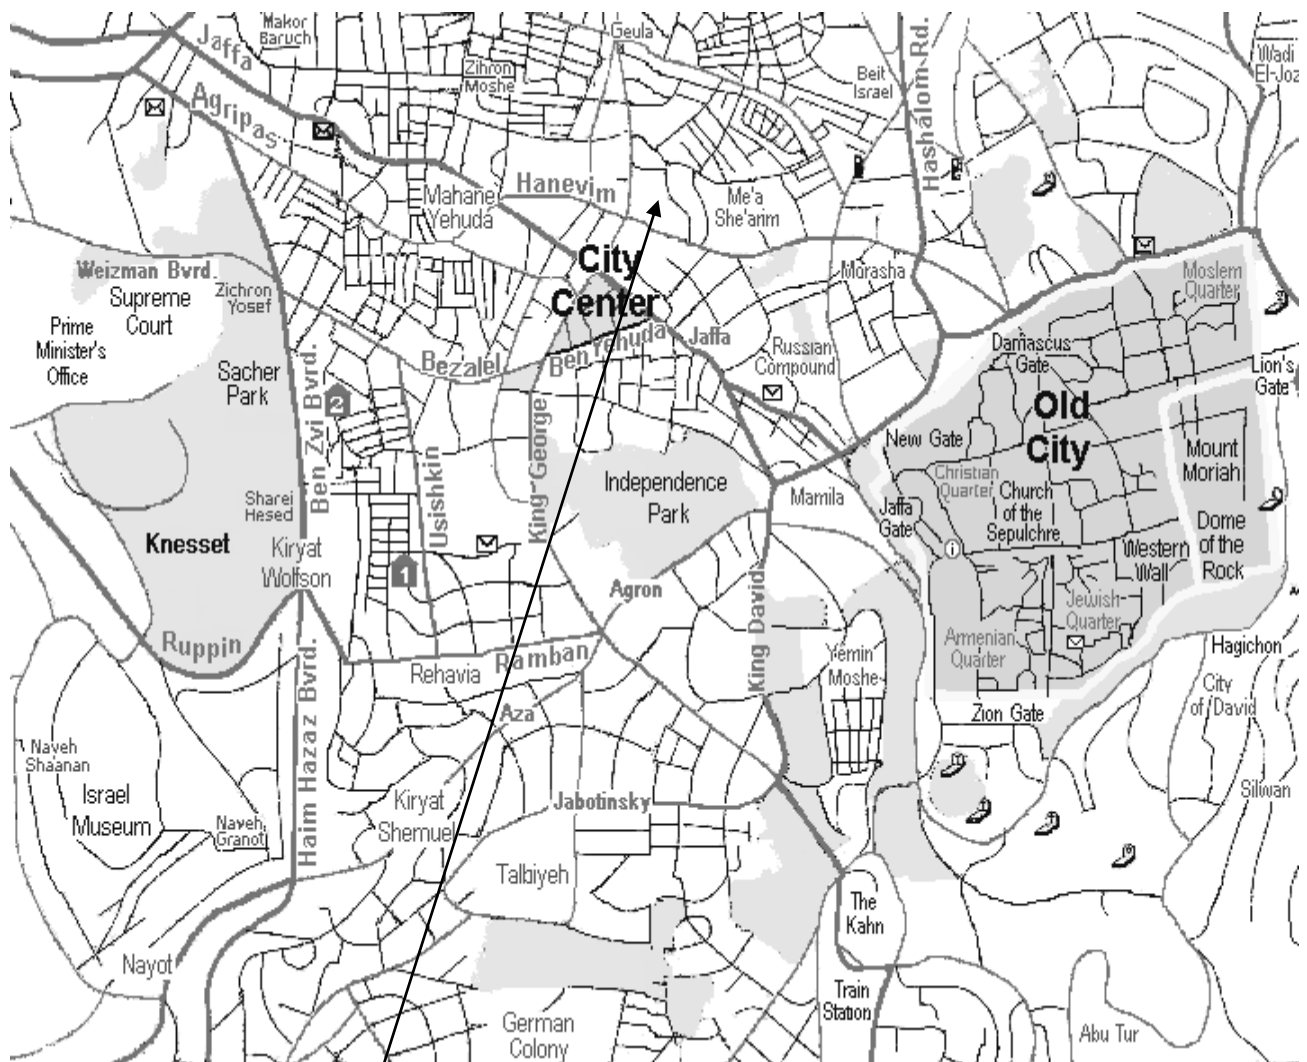 Makor
Baruch
Geula
Jaffa
Zihron
Moshe
Beit
Israel
Hashalom Rd.
Wadi
El-Joz
Agripas
Mahane
Yehuda
Hanevim
Me'a
She'arim
City
Center
Morasha
Moslem
Quarter
Weizman Bvrd.
Supreme
Court
Zichron
Yosef
Prime
Minister's
Office
Sacher
Park
Ben Zvi Bvrd.
2
Bezalel
Ben Yehuda
Jaffa
Russian
Compound
Damascus
Gate
Lion's
Gate
Old
City
New Gate
King-George
Usishkin
Independence
Park
Mamila
Christian
Quarter
Church
of the
Sepulchre
Mount
Moriah
Jaffa
Gate
i
Western
Wall
Dome
of the
Rock
Sharei
Hesed
Knesset
Kiryat
Wolfson
1
Agron
King David
Jewish
Quarter
Armenian
Quarter
Ruppin
Haim Hazaz Bvrd.
Rehavia
Ramban
Yemin
Moshe
Hagichon
City
of David
Aza
Zion Gate
Naveh
Shaanan
Israel
Museum
Naveh
Granot
Kiryat
Shemuel
Jabotinsky
Siliwan
Talbiyeh
The
Kahn
Nayot
Train
Station
German
Colony
Abu Tur